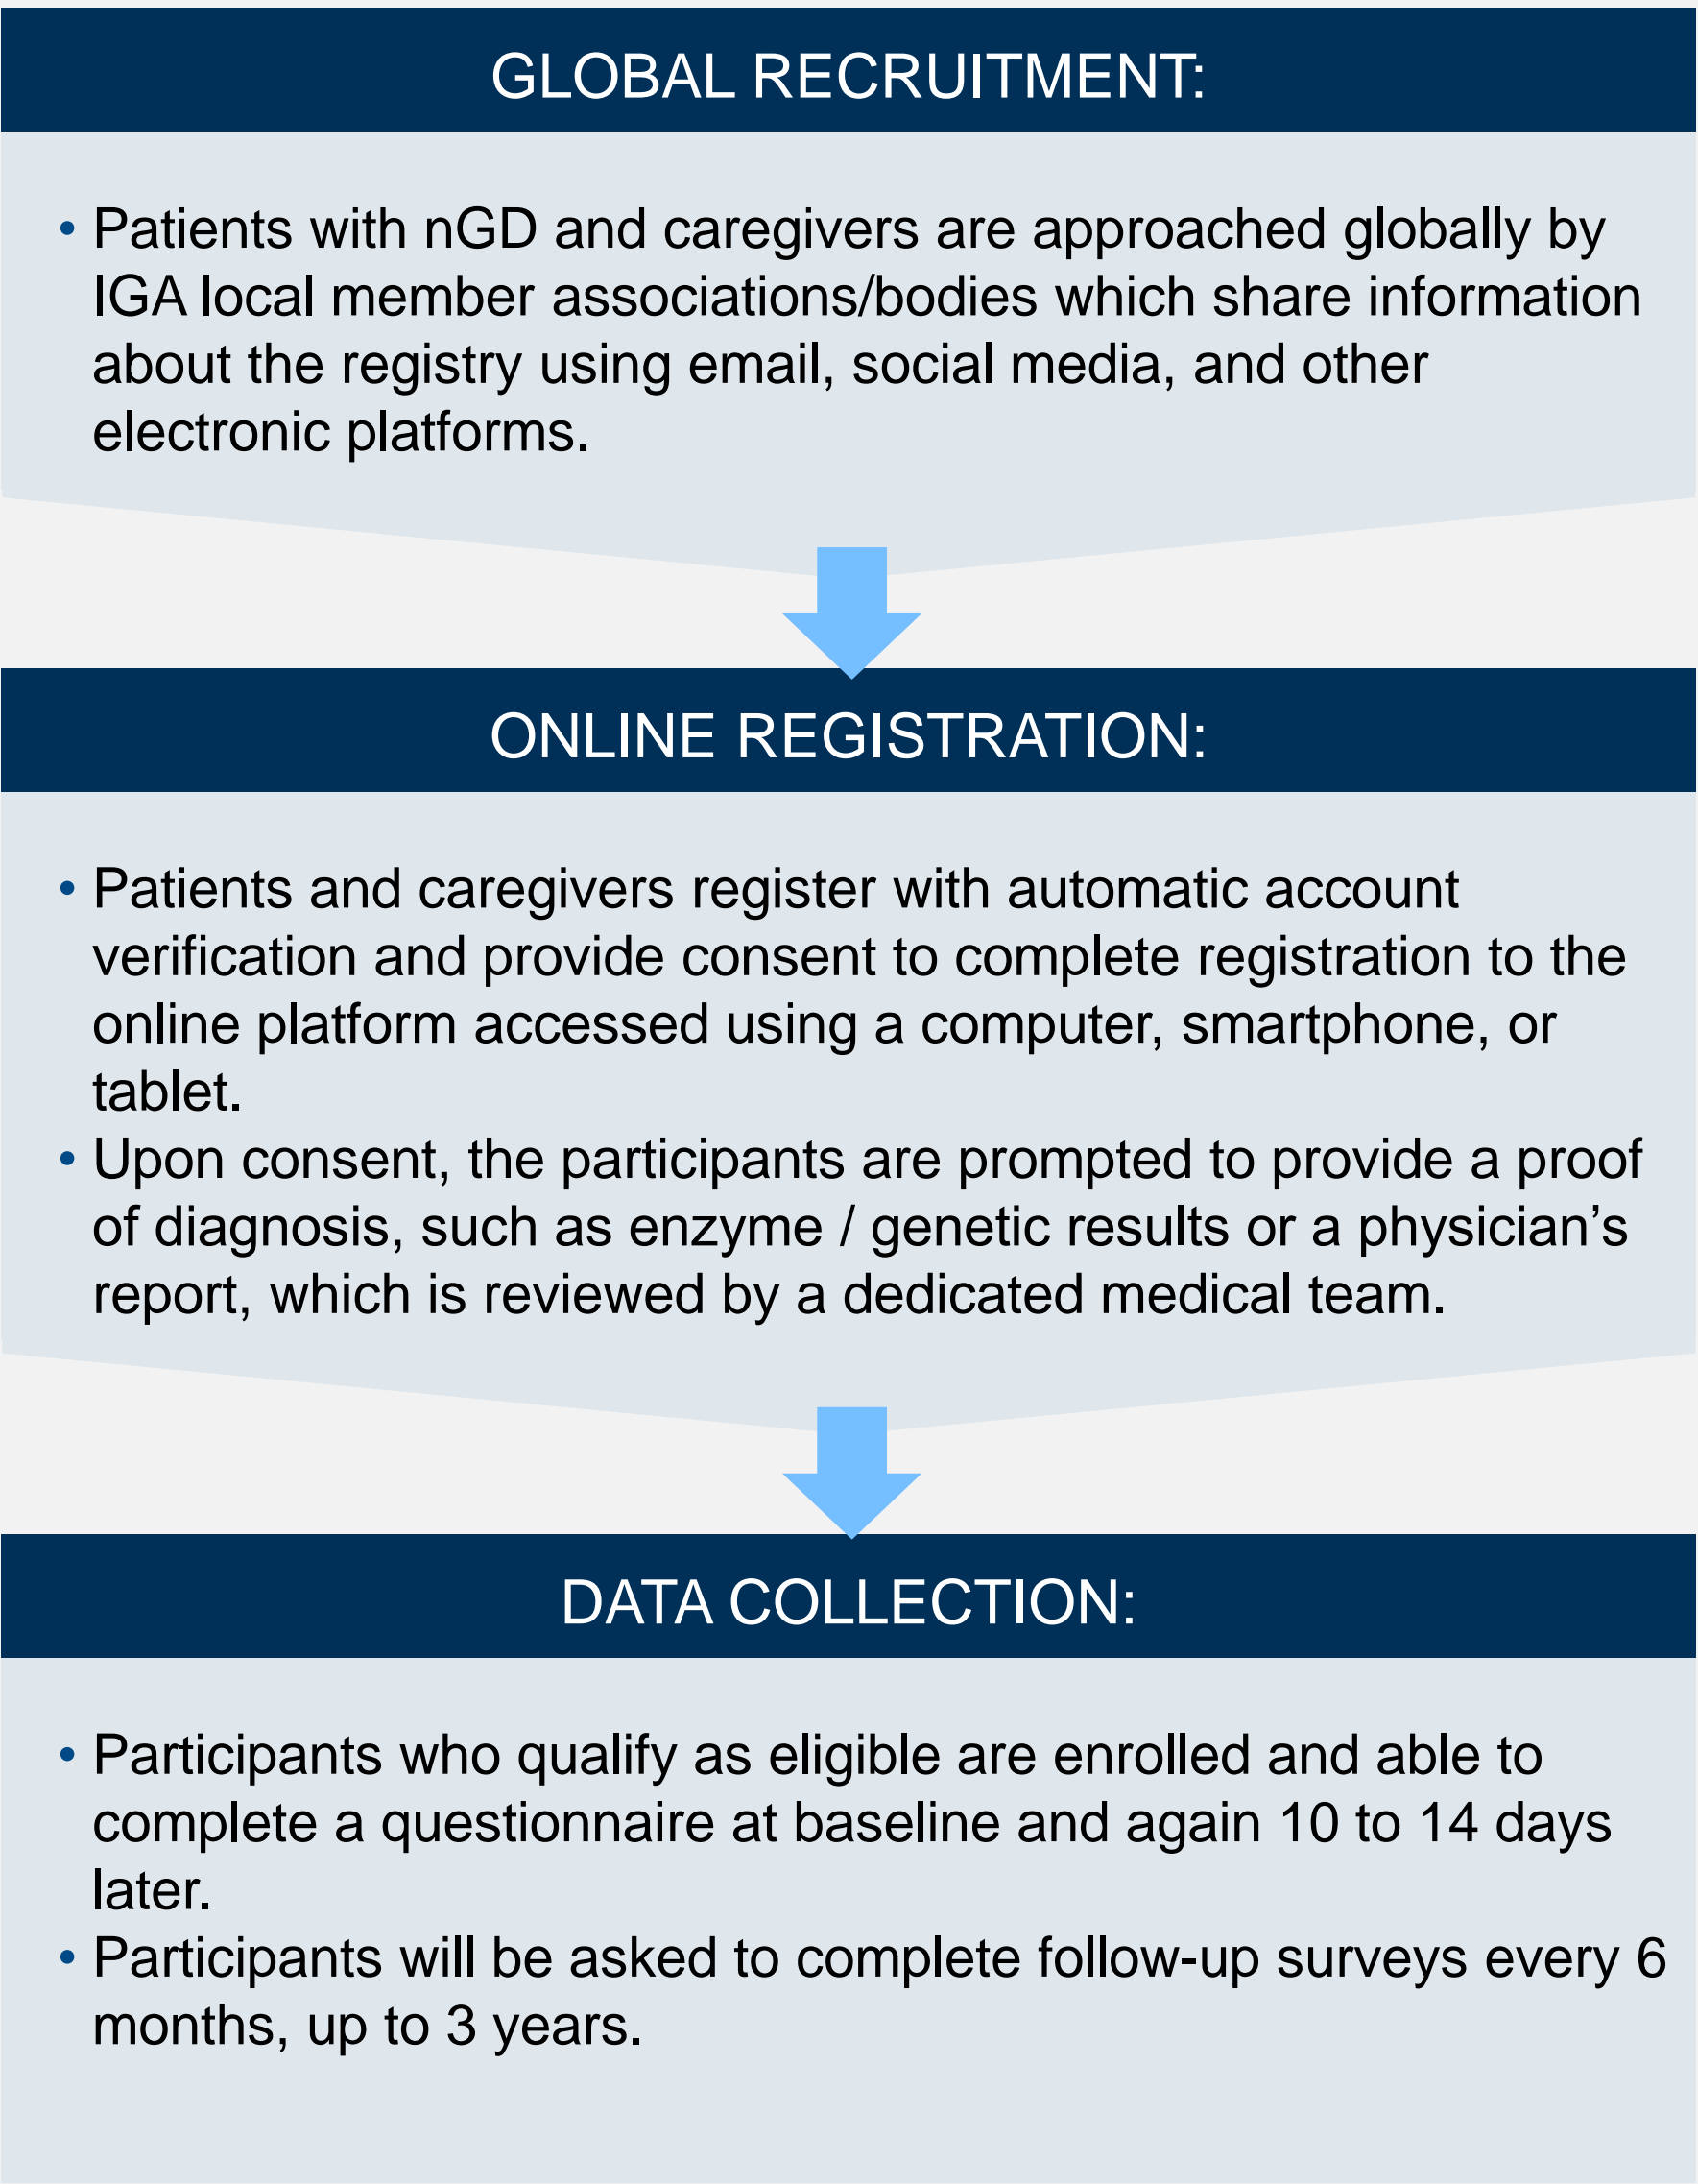 GLOBAL RECRUITMENT:
• Patients with nGD and caregivers are approached globally by
IGA local member associations/bodies which share information
about the registry using email, social media, and other
electronic platforms.
ONLINE REGISTRATION:
• Patients and caregivers register with automatic account
verification and provide consent to complete registration to the
online platform accessed using a computer, smartphone, or
tablet.
• Upon consent, the participants are prompted to provide a proof
of diagnosis, such as enzyme / genetic results or a physician’s
report, which is reviewed by a dedicated medical team.
DATA COLLECTION:
• Participants who qualify as eligible are enrolled and able to
complete a questionnaire at baseline and again 10 to 14 days
later.
• Participants will be asked to complete follow-up surveys every 6
months, up to 3 years.